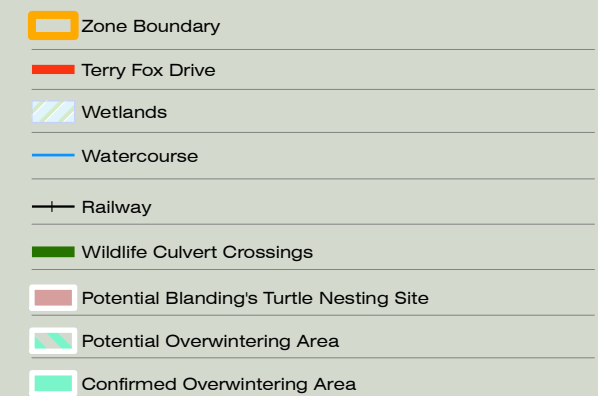 Zone Boundary
Terry Fox Drive
Wetlands
Watercourse
Railway
Wildlife Culvert Crossings
Potential Blanding's Turtle Nesting Site
Potential Overwintering Area
Confirmed Overwintering Area